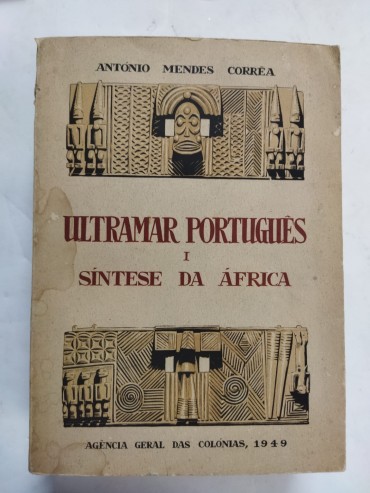 ANTÓNIO MENDES CORRÊA
ULTRAMAR PORTUGUÊS
I
SÍNTESE DA ÁFRICA
AGÊNCIA GERAL DAS COLÓNIAS, 1949